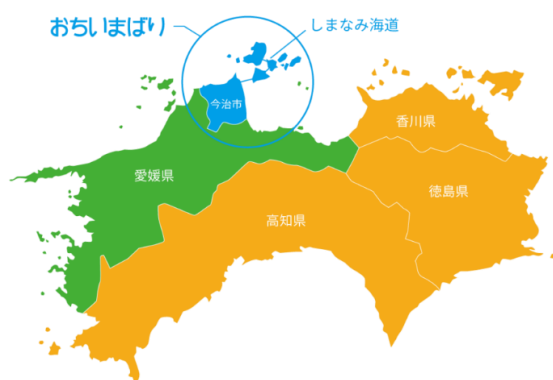 おちいまばり
しまなみ海道
今治市
香川県
愛媛県
徳島県
高知県